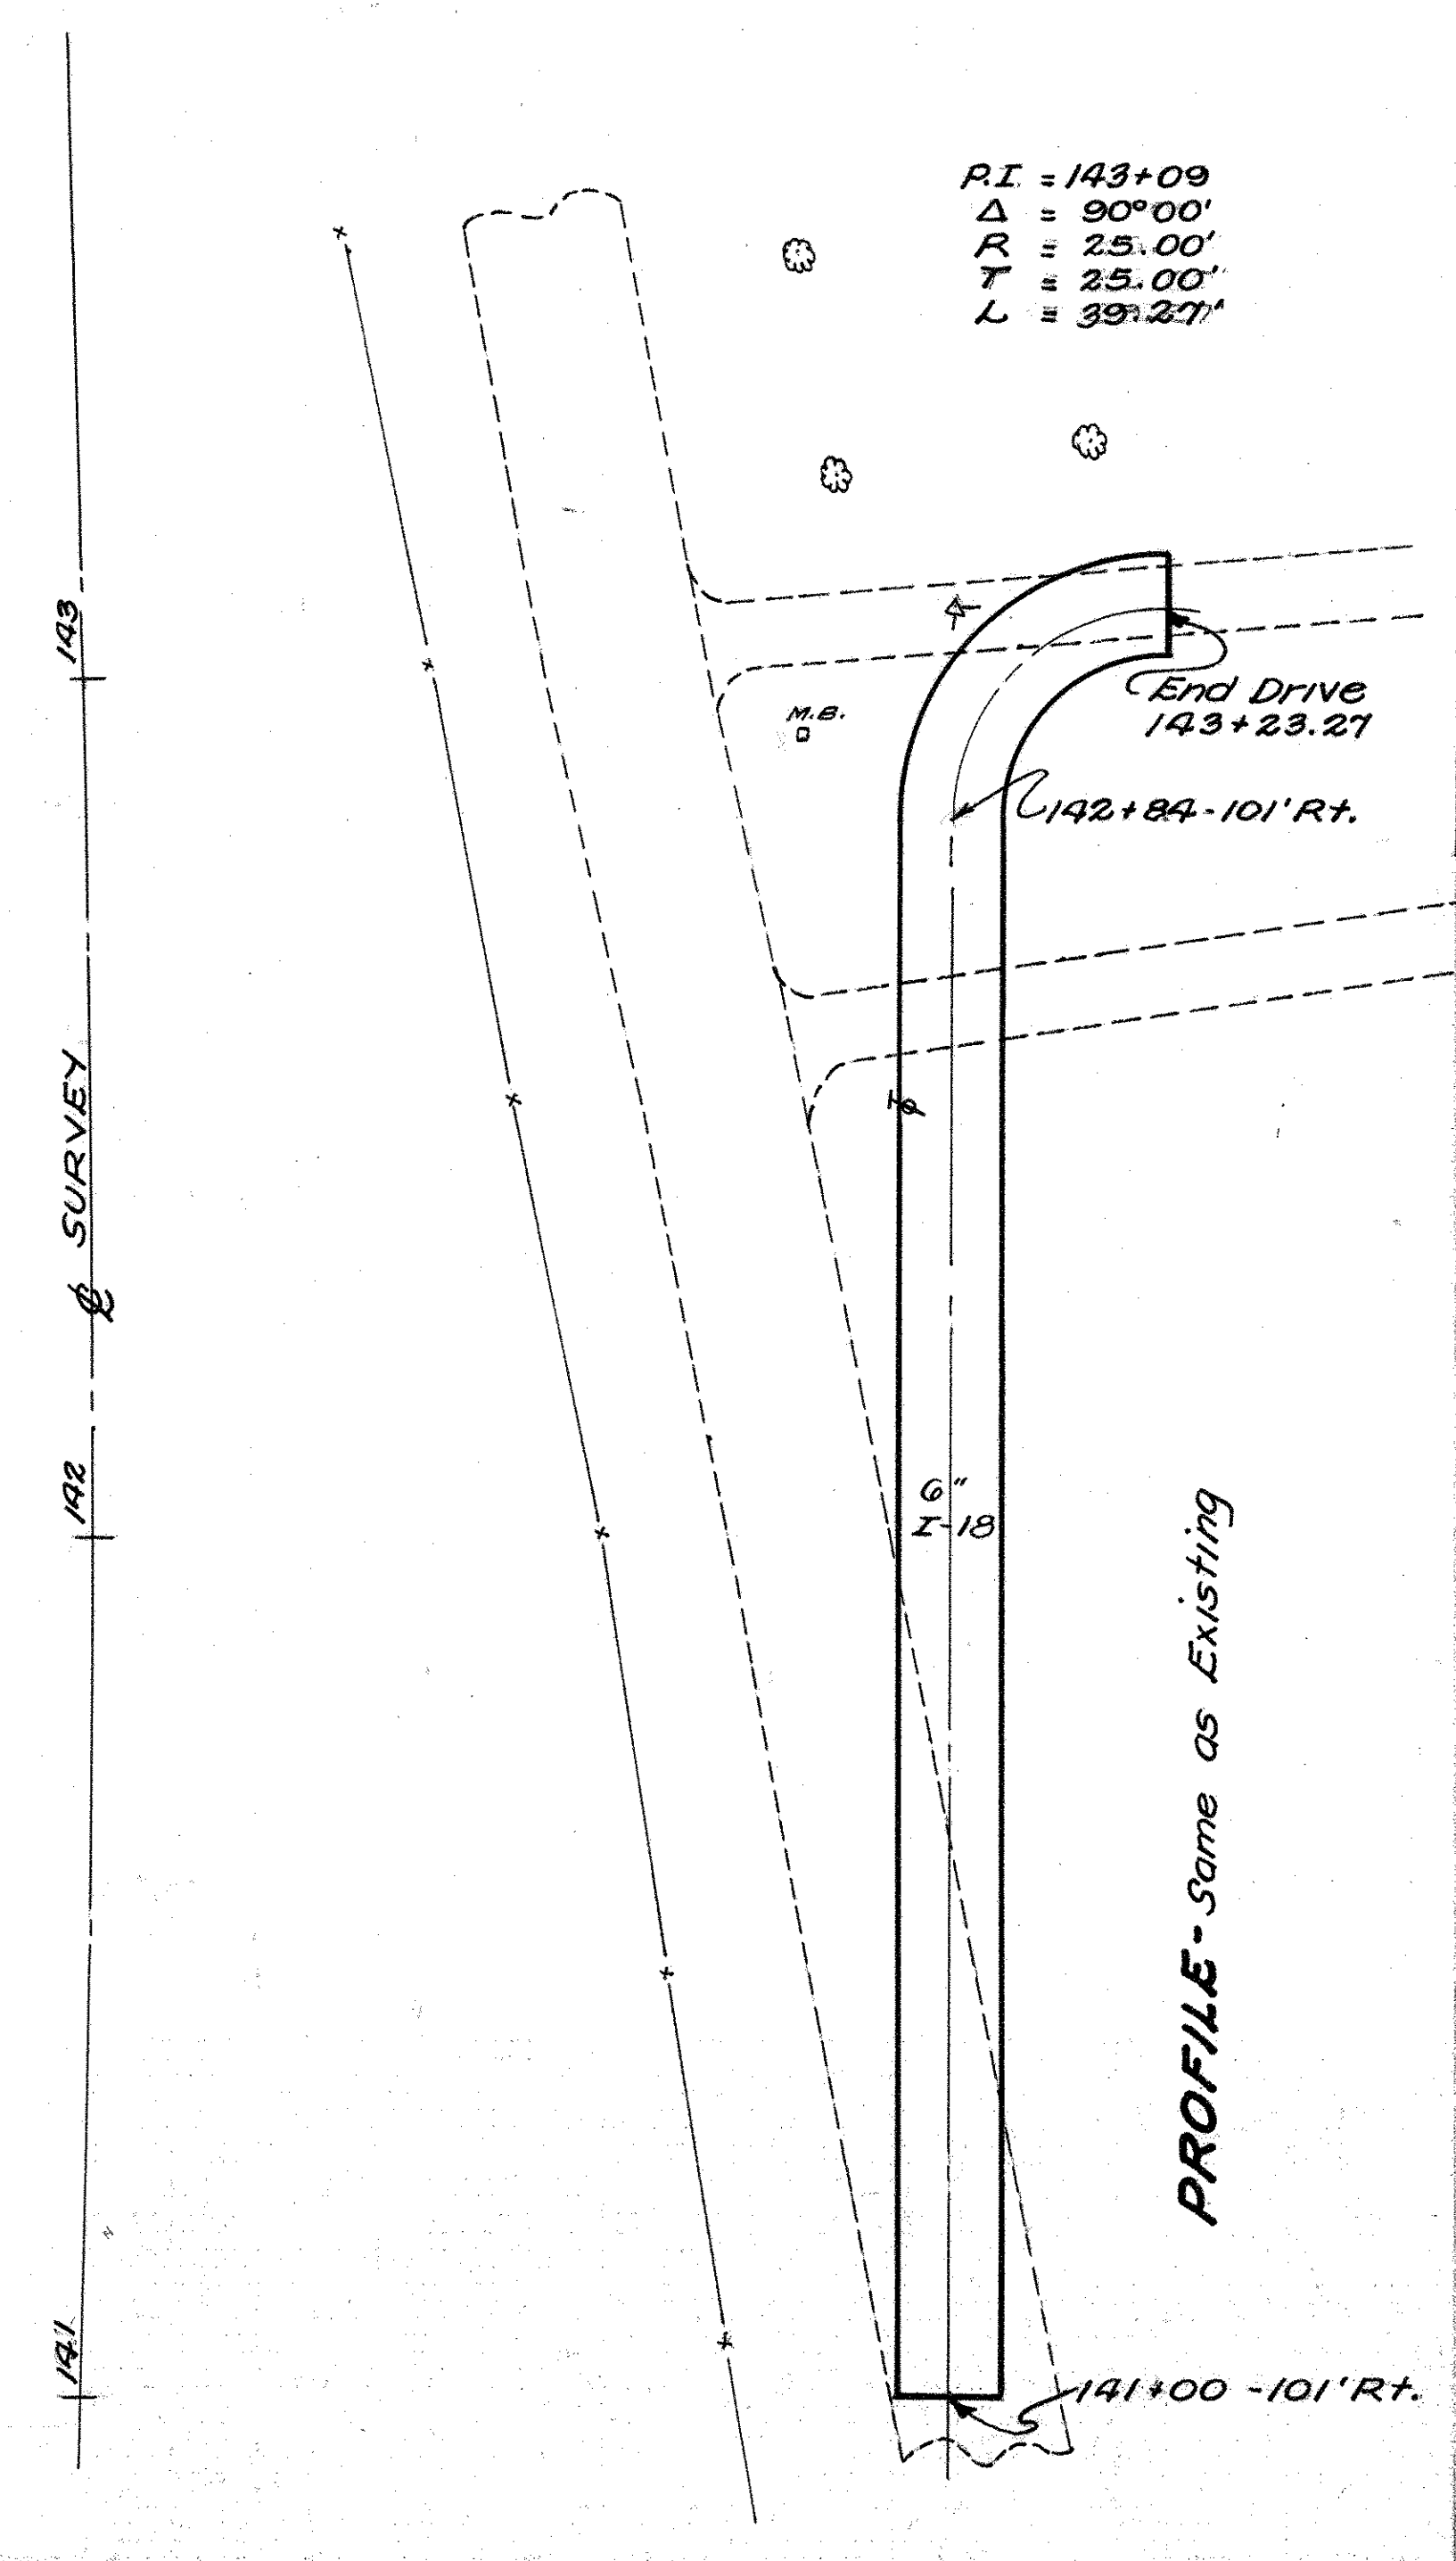 P.I. = 143+09
Δ = 90°00'
R = 25.00'
T = 25.00'
L = 39.27'
143
End Drive
143+23.27
M.B.
142+84-101'Rt.
℄ SURVEY
142
6"
I-18
PROFILE - Same as Existing
141
141+00 -101'Rt.